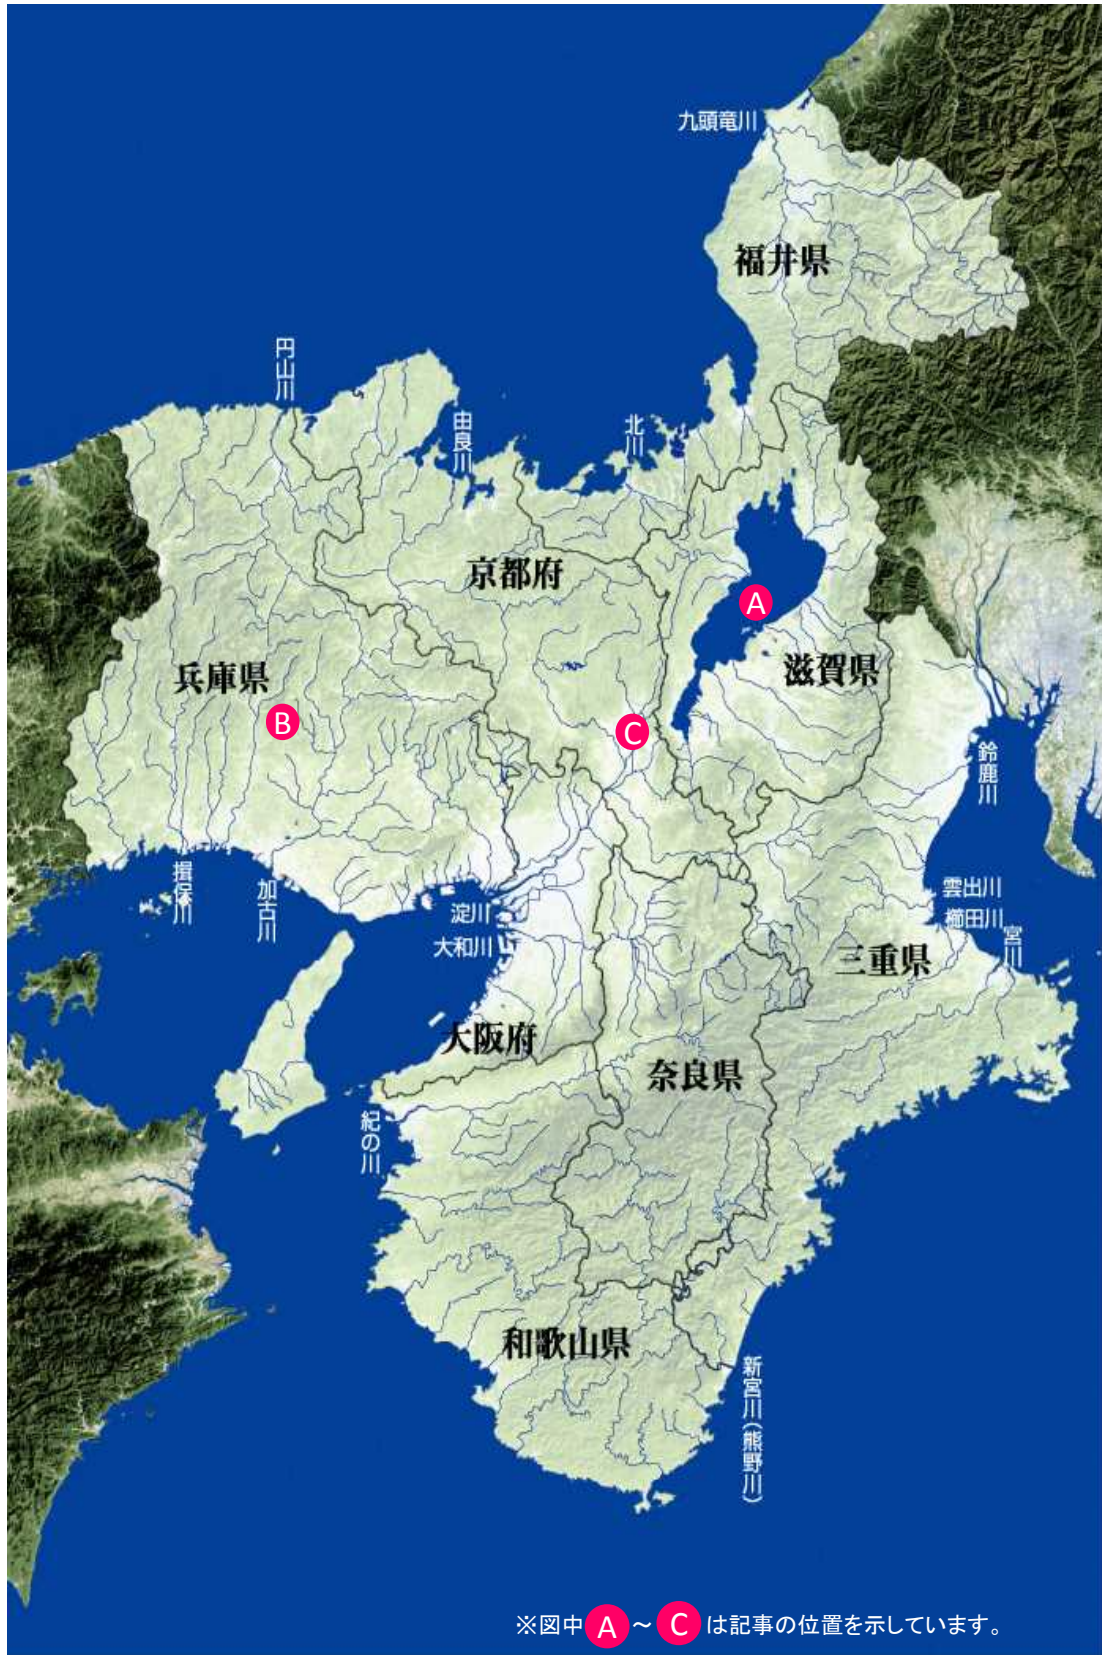 九頭竜川
福井県
円山川
由良川
北川
京都府
A
兵庫県
滋賀県
B
C
鈴鹿川
揖保川
加古川
淀川
大和川
雲出川
櫛田川
宮川
三重県
大阪府
奈良県
紀の川
和歌山県
新宮川(熊野川)
※図中 A ～ C は記事の位置を示しています。